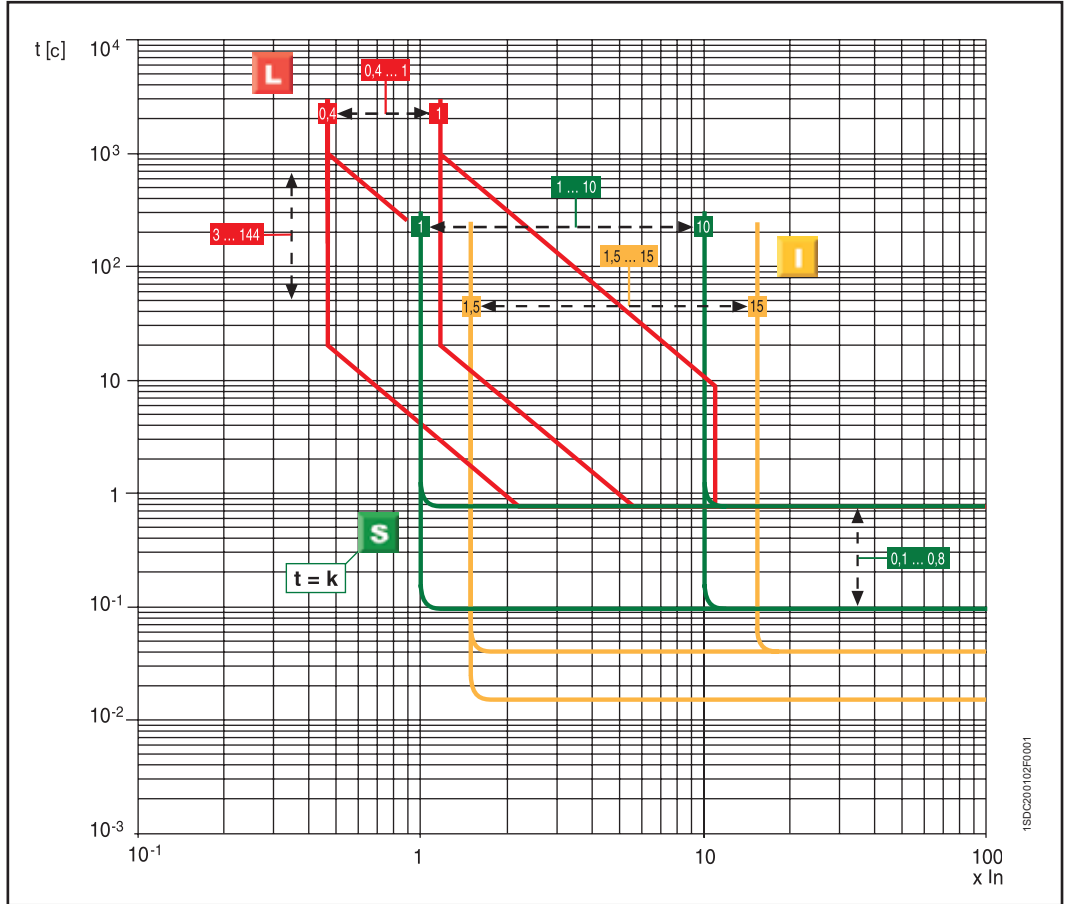 t [c]
10⁴
L
0,4 ... 1
0,4
1
10³
1 ... 10
1
10
3 ... 144
1,5 ... 15
I
10²
1,5
15
10
1
S
0,1 ... 0,8
t = k
10⁻¹
10⁻²
10⁻³
10⁻¹
1
10
100
x In
1SDC200102F0001